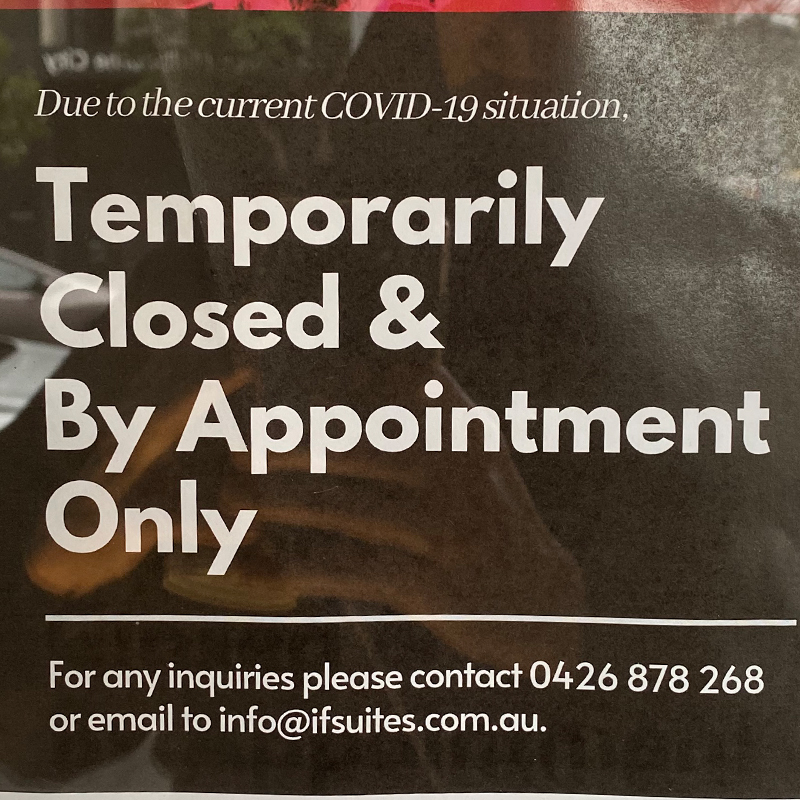 Due to the current COVID-19 situation,
Temporarily
Closed &
By Appointment
Only
For any inquiries please contact 0426 878 268
or email to info@ifsuites.com.au.